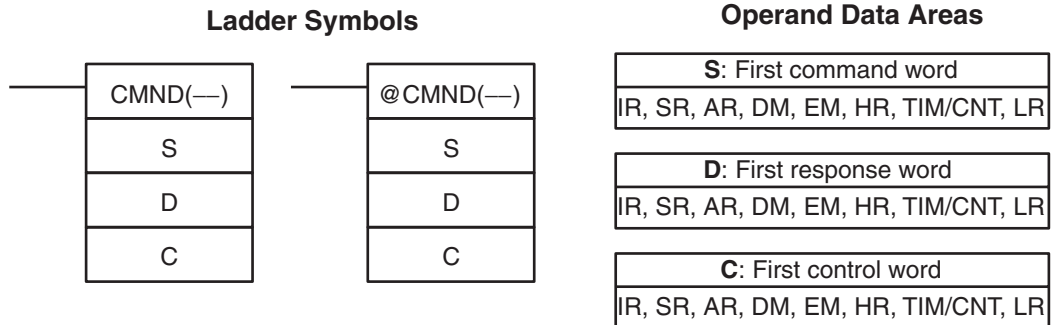 Ladder Symbols
CMND(––)
S
D
C
@CMND(––)
S
D
C
Operand Data Areas
S: First command word
IR, SR, AR, DM, EM, HR, TIM/CNT, LR
D: First response word
IR, SR, AR, DM, EM, HR, TIM/CNT, LR
C: First control word
IR, SR, AR, DM, EM, HR, TIM/CNT, LR